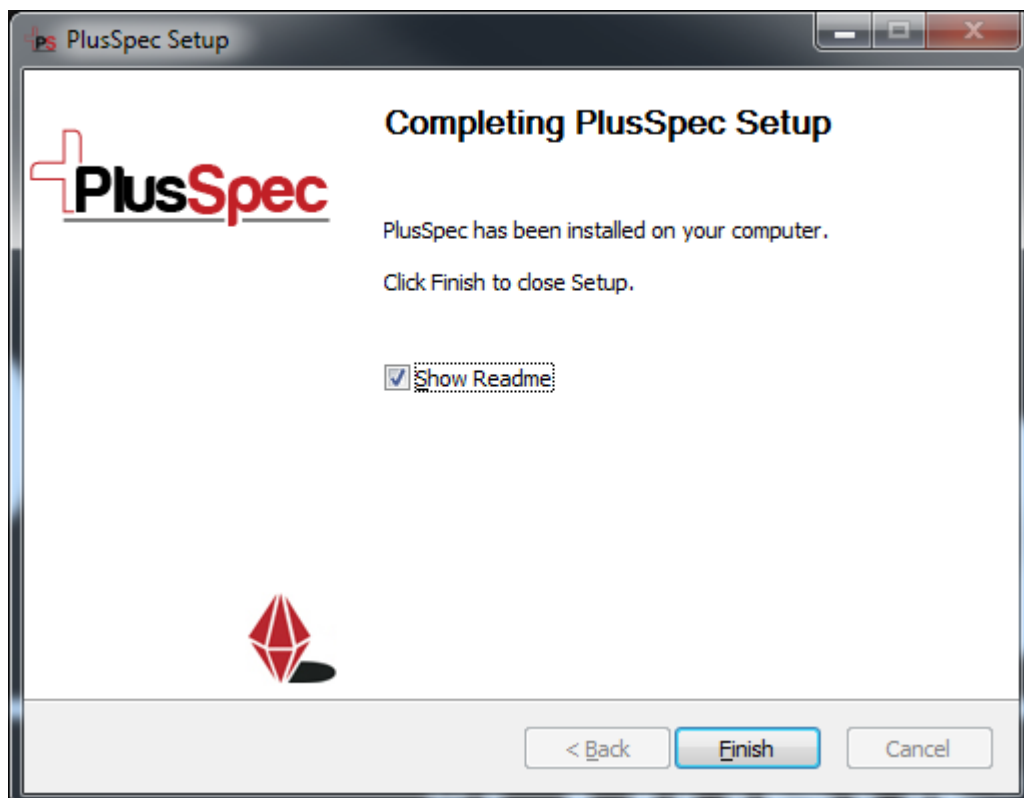 PS PlusSpec Setup
Completing PlusSpec Setup
PlusSpec
PlusSpec has been installed on your computer.
Click Finish to close Setup.
Show Readme
< Back
Finish
Cancel